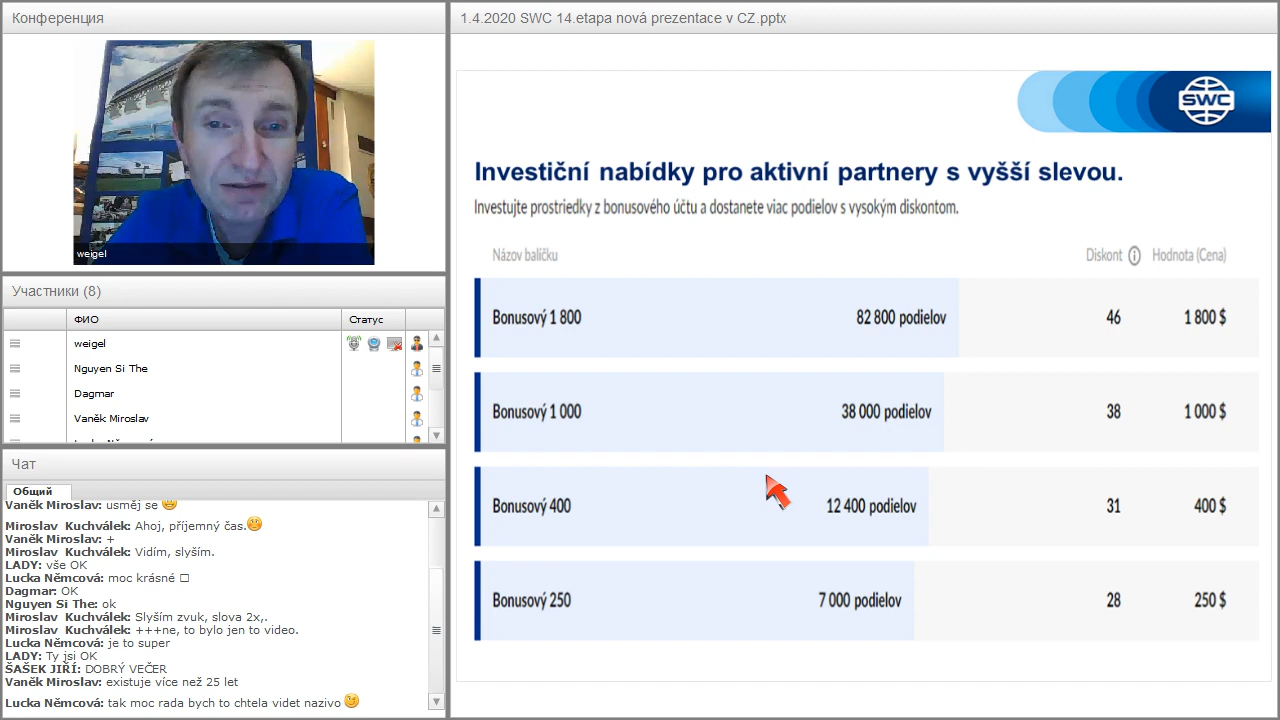 Конференция
weigel
Участники (8)
ФИО
Статус
weigel
Nguyen Si The
Dagmar
Vaněk Miroslav
Чат
Общий
Vaněk Miroslav: usměj se
Miroslav Kuchválek: Ahoj, příjemný čas.
Vaněk Miroslav: +
Miroslav Kuchválek: Vidím, slyším.
LADY: vše OK
Lucka Němcová: moc krásné
Dagmar: OK
Nguyen Si The: ok
Miroslav Kuchválek: Slyším zvuk, slova 2x,.
Miroslav Kuchválek: +++ne, to bylo jen to video.
Lucka Němcová: je to super
LADY: Ty jsi OK
ŠAŠEK JIŘÍ: DOBRÝ VEČER
Vaněk Miroslav: existuje více než 25 let
Lucka Němcová: tak moc rada bych to chtela videt nazivo
1.4.2020 SWC 14.etapa nová prezentace v CZ.pptx
SWC
Investiční nabídky pro aktivní partnery s vyšší slevou.
Investujte prostriedky z bonusového účtu a dostanete viac podielov s vysokým diskontom.
Názov balíčku Diskont Hodnota (Cena)
Bonusový 1 800 82 800 podielov 46 1 800 $
Bonusový 1 000 38 000 podielov 38 1 000 $
Bonusový 400 12 400 podielov 31 400 $
Bonusový 250 7 000 podielov 28 250 $